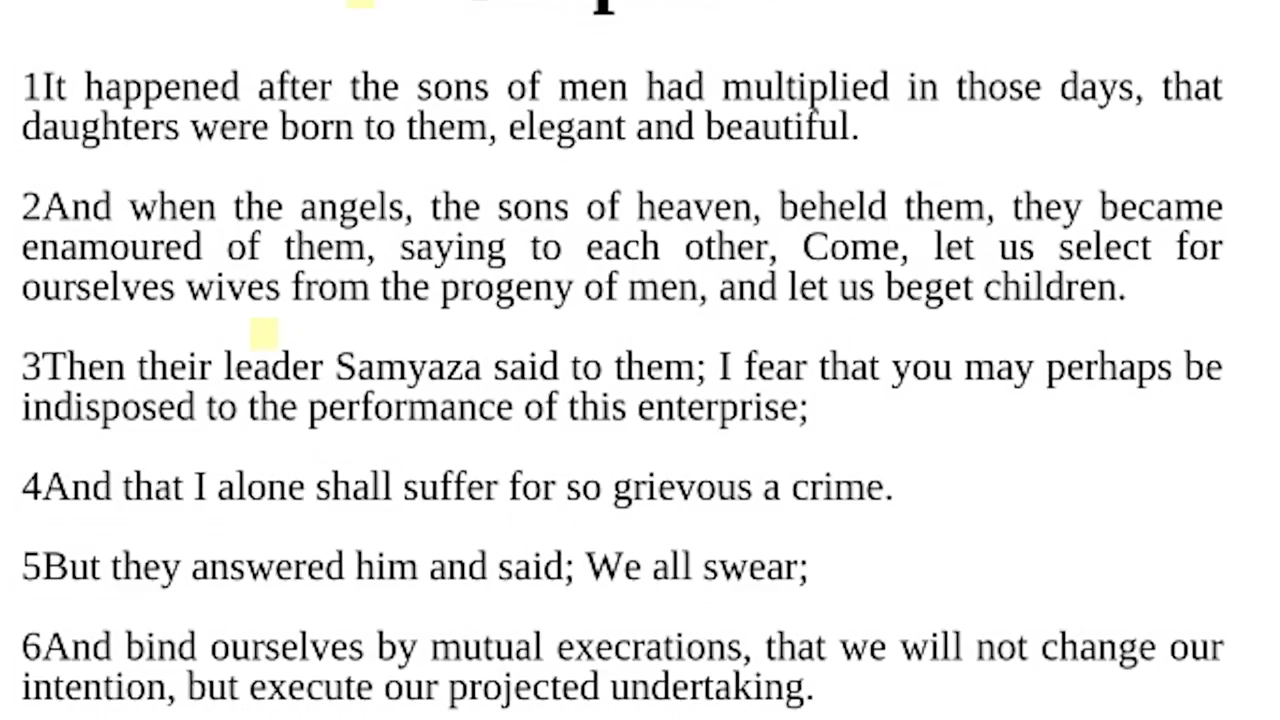 1It happened after the sons of men had multiplied in those days, that
daughters were born to them, elegant and beautiful.
2And when the angels, the sons of heaven, beheld them, they became
enamoured of them, saying to each other, Come, let us select for
ourselves wives from the progeny of men, and let us beget children.
3Then their leader Samyaza said to them; I fear that you may perhaps be
indisposed to the performance of this enterprise;
4And that I alone shall suffer for so grievous a crime.
5But they answered him and said; We all swear;
6And bind ourselves by mutual execrations, that we will not change our
intention, but execute our projected undertaking.